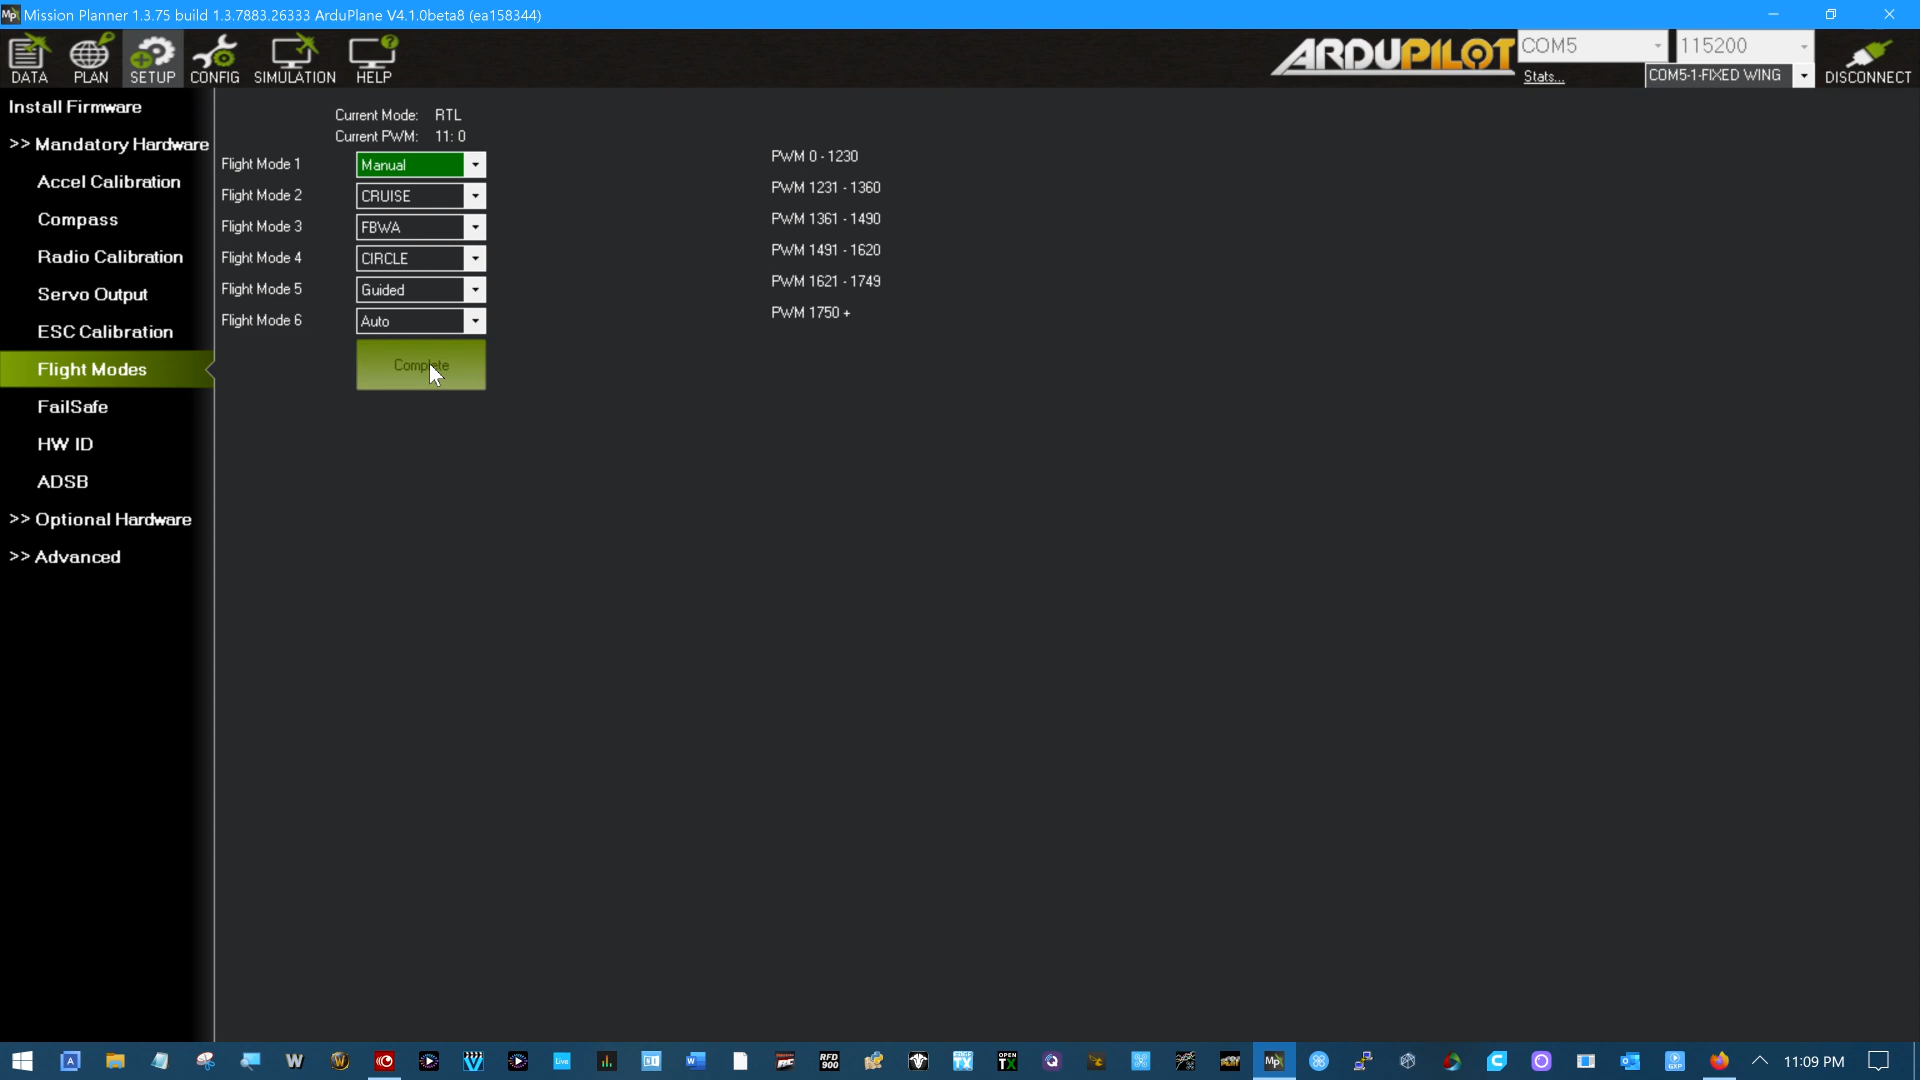 Mission Planner 1.3.75 build 1.3.7883.26333 ArduPlane V4.1.0beta8 (ea158344)
DATA PLAN SETUP CONFIG SIMULATION HELP
ARDUPILOT
COM5 115200
Stats... COM5-1-FIXED WING DISCONNECT
Install Firmware
>> Mandatory Hardware
Accel Calibration
Compass
Radio Calibration
Servo Output
ESC Calibration
Flight Modes
FailSafe
HW ID
ADSB
>> Optional Hardware
>> Advanced
Current Mode: RTL
Current PWM: 11: 0
Flight Mode 1 Manual PWM 0 - 1230
Flight Mode 2 CRUISE PWM 1231 - 1360
Flight Mode 3 FBWA PWM 1361 - 1490
Flight Mode 4 CIRCLE PWM 1491 - 1620
Flight Mode 5 Guided PWM 1621 - 1749
Flight Mode 6 Auto PWM 1750 +
Complete
11:09 PM